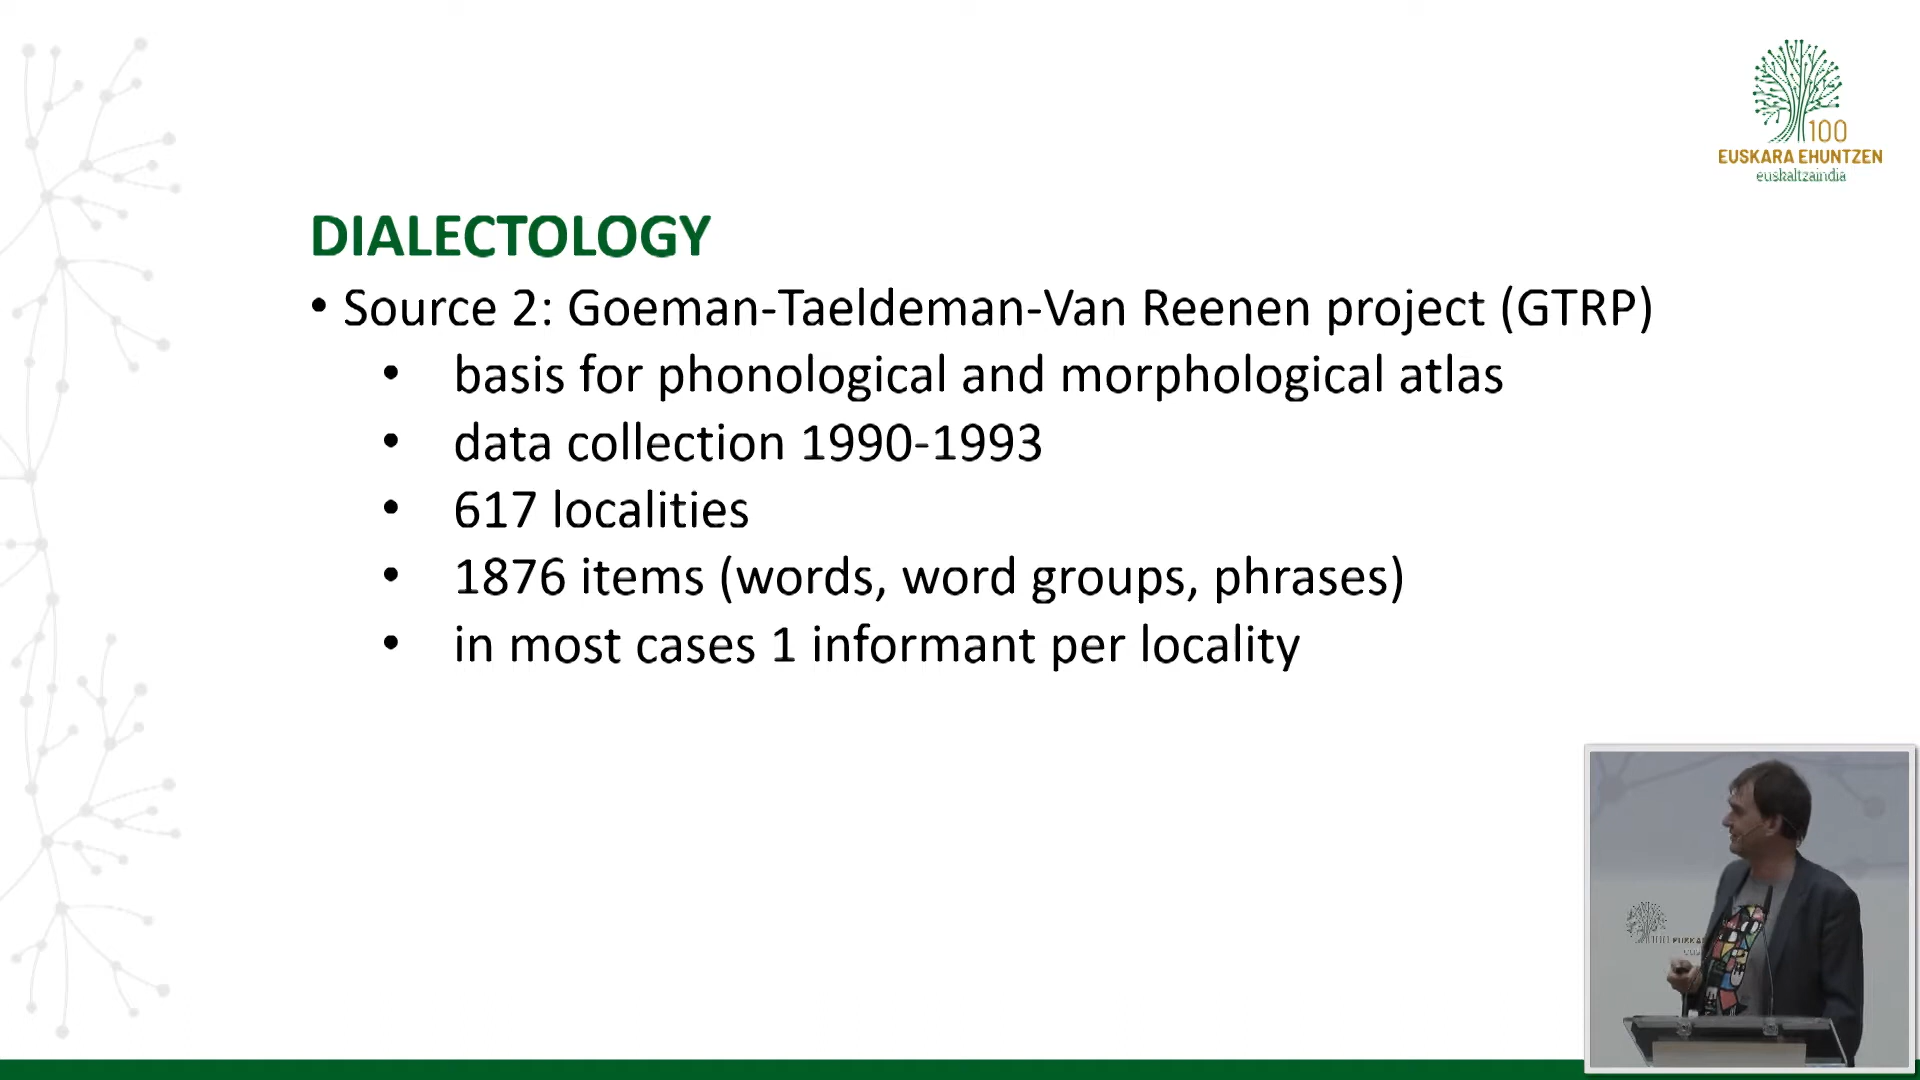 100
EUSKARA EHUNTZEN
euskaltzaindia
DIALECTOLOGY
• Source 2: Goeman-Taeldeman-Van Reenen project (GTRP)
• basis for phonological and morphological atlas
• data collection 1990-1993
• 617 localities
• 1876 items (words, word groups, phrases)
• in most cases 1 informant per locality
100